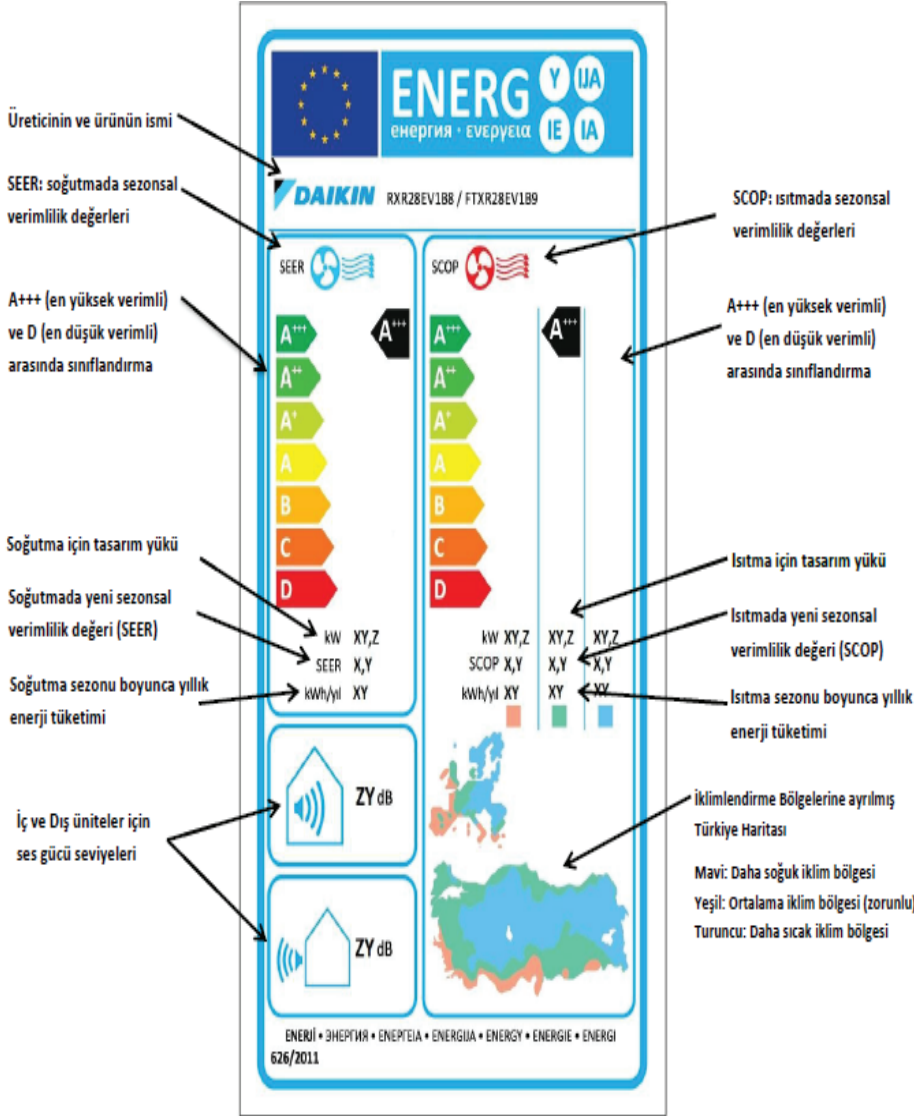 ENERG
енергия · ενεργεια
Y
IJA
IE
IA
Üreticinin ve ürünün ismi
DAIKIN RXR28EV1B8 / FTXR28EV1B9
SEER: soğutmada sezonsal
verimlilik değerleri
SCOP: ısıtmada sezonsal
verimlilik değerleri
SEER
SCOP
A+++ (en yüksek verimli)
ve D (en düşük verimli)
arasında sınıflandırma
A+++
A++
A+
A
B
C
D
A+++
A+++
A++
A+
A
B
C
D
A+++
A+++ (en yüksek verimli)
ve D (en düşük verimli)
arasında sınıflandırma
Soğutma için tasarım yükü
Soğutmada yeni sezonsal
verimlilik değeri (SEER)
Soğutma sezonu boyunca yıllık
enerji tüketimi
kW XY,Z
SEER X,Y
kWh/yıl XY
kW XY,Z XY,Z XY,Z
SCOP X,Y X,Y X,Y
kWh/yıl XY XY XY
Isıtma için tasarım yükü
Isıtmada yeni sezonsal
verimlilik değeri (SCOP)
Isıtma sezonu boyunca yıllık
enerji tüketimi
İç ve Dış üniteler için
ses gücü seviyeleri
ZY dB
ZY dB
İklimlendirme Bölgelerine ayrılmış
Türkiye Haritası
Mavi: Daha soğuk iklim bölgesi
Yeşil: Ortalama iklim bölgesi (zorunlu)
Turuncu: Daha sıcak iklim bölgesi
ENERJİ • ЭНЕРГИЯ • ΕΝΕΡΓΕΙΑ • ENERGIJA • ENERGY • ENERGIE • ENERGI
626/2011